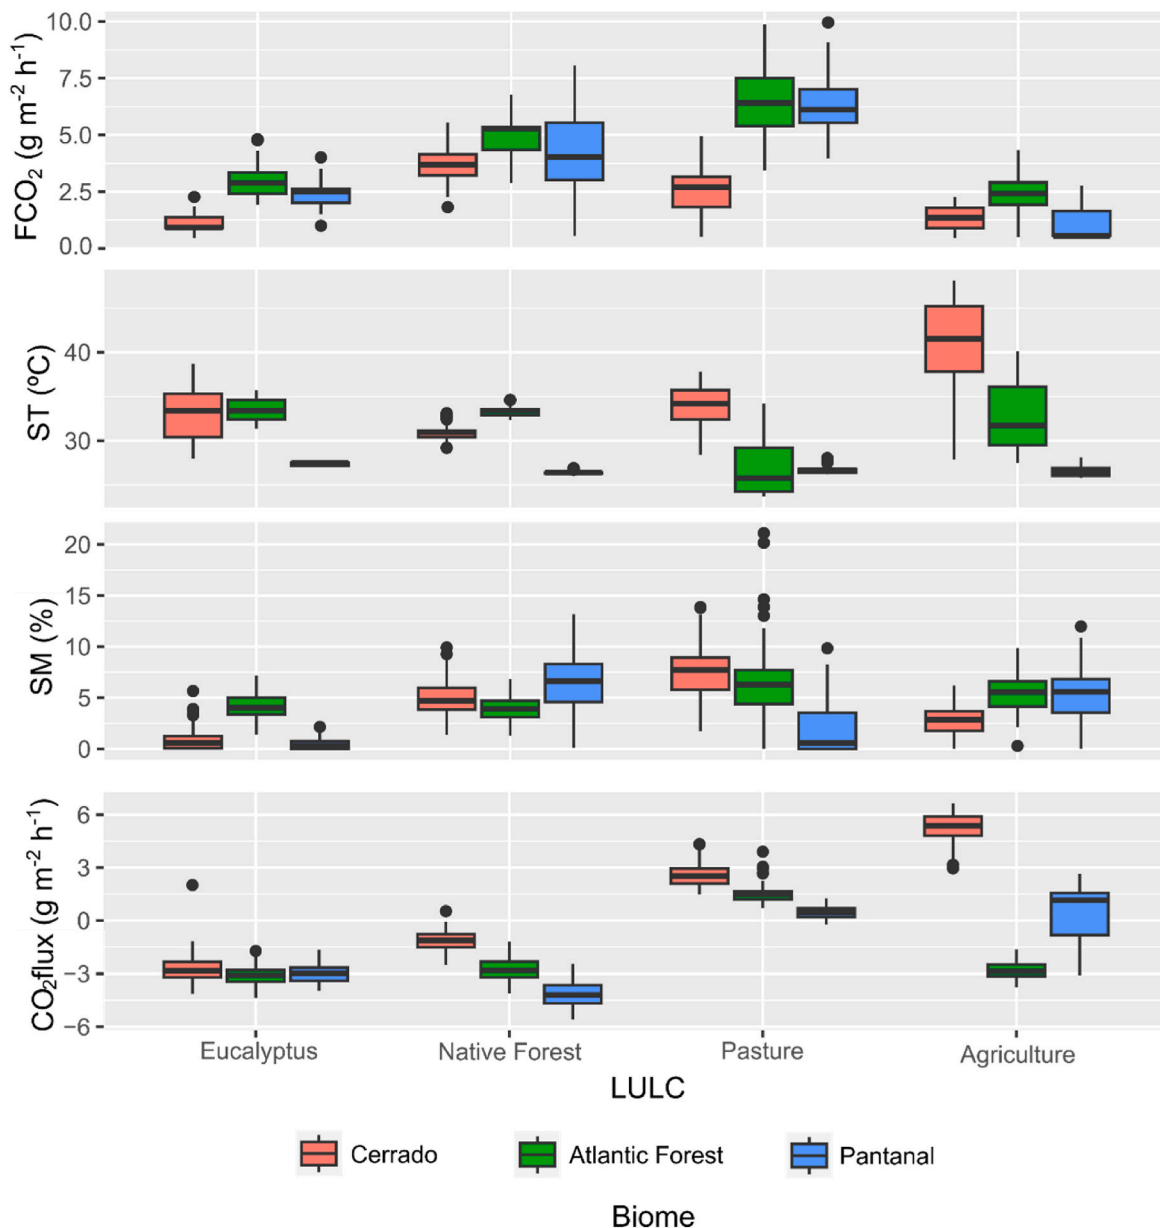 FCO₂ (g m⁻² h⁻¹)
10.0
7.5
5.0
2.5
0.0
ST (ºC)
40
30
SM (%)
20
15
10
5
0
CO₂flux (g m⁻² h⁻¹)
6
3
0
−3
−6
Eucalyptus Native Forest Pasture Agriculture
LULC
Cerrado Atlantic Forest Pantanal
Biome